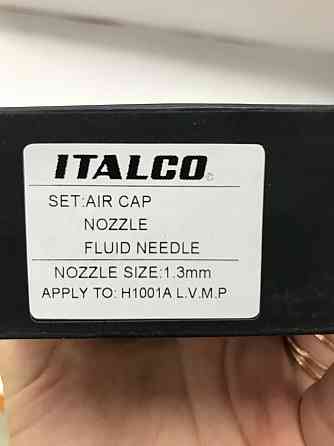 ITALCO
SET:AIR CAP
NOZZLE
FLUID NEEDLE
NOZZLE SIZE:1.3mm
APPLY TO: H1001A L.V.M.P